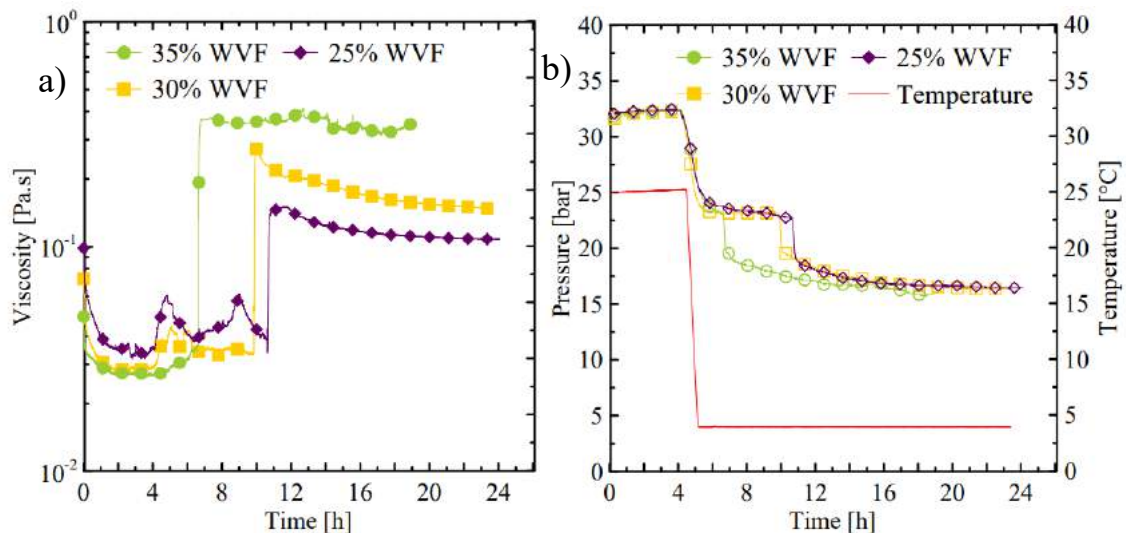 a)
10⁰
10⁻¹
10⁻²
Viscosity [Pa.s]
35% WVF
25% WVF
30% WVF
0 4 8 12 16 20 24
Time [h]
b)
40
35
30
25
20
15
10
5
0
Pressure [bar]
35% WVF
25% WVF
30% WVF
Temperature
40
35
30
25
20
15
10
5
0
Temperature [°C]
0 4 8 12 16 20 24
Time [h]